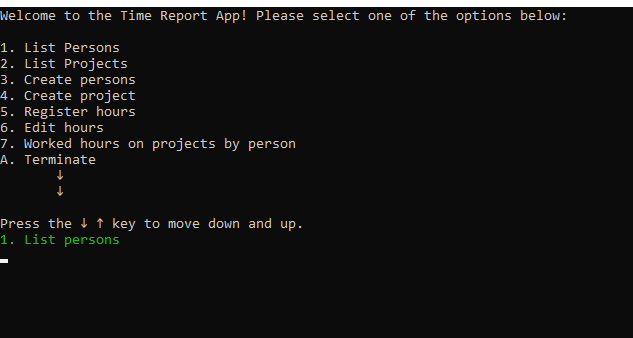 Welcome to the Time Report App! Please select one of the options below:
1. List Persons
2. List Projects
3. Create persons
4. Create project
5. Register hours
6. Edit hours
7. Worked hours on projects by person
A. Terminate
↓
↓
Press the ↓ ↑ key to move down and up.
1. List persons